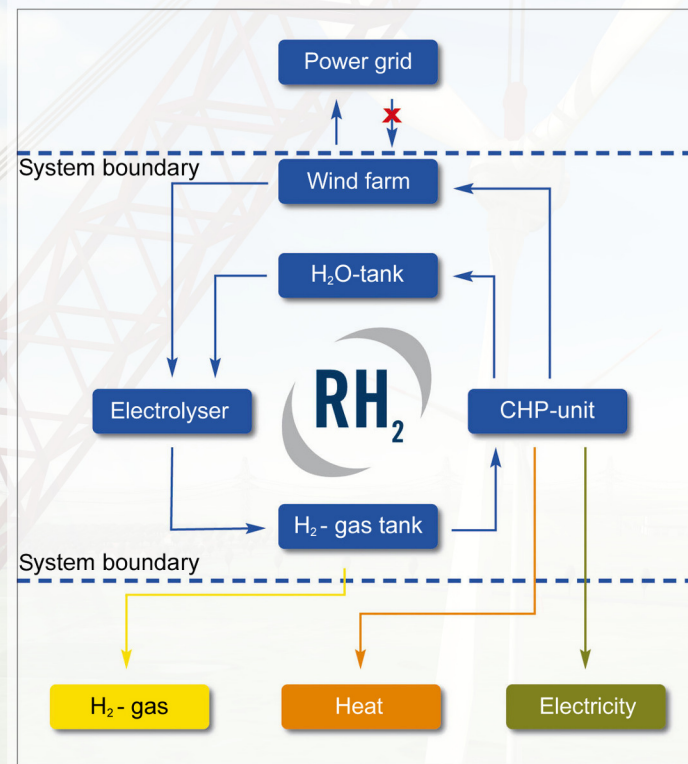 Power grid
System boundary
Wind farm
H₂O-tank
RH₂
Electrolyser
CHP-unit
H₂ - gas tank
System boundary
H₂ - gas
Heat
Electricity